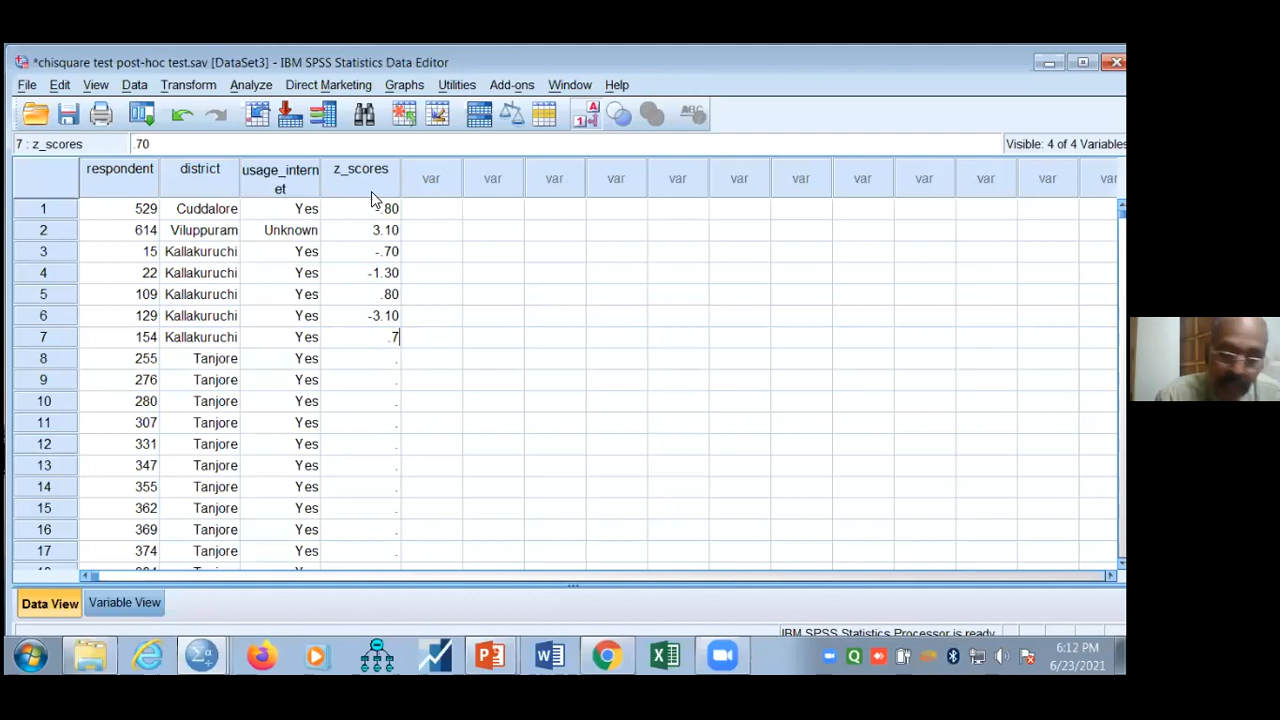 *chisquare test post-hoc test.sav [DataSet3] - IBM SPSS Statistics Data Editor
File Edit View Data Transform Analyze Direct Marketing Graphs Utilities Add-ons Window Help
7 : z_scores .70 Visible: 4 of 4 Variables
respondent district usage_intern et z_scores var var var var var var var var var var var var
1 529 Cuddalore Yes -.80
2 614 Viluppuram Unknown 3.10
3 15 Kallakuruchi Yes -.70
4 22 Kallakuruchi Yes -1.30
5 109 Kallakuruchi Yes .80
6 129 Kallakuruchi Yes -3.10
7 154 Kallakuruchi Yes .7
8 255 Tanjore Yes .
9 276 Tanjore Yes .
10 280 Tanjore Yes .
11 307 Tanjore Yes .
12 331 Tanjore Yes .
13 347 Tanjore Yes .
14 355 Tanjore Yes .
15 362 Tanjore Yes .
16 369 Tanjore Yes .
17 374 Tanjore Yes .
Data View Variable View
IBM SPSS Statistics Processor is ready
6:12 PM
6/23/2021